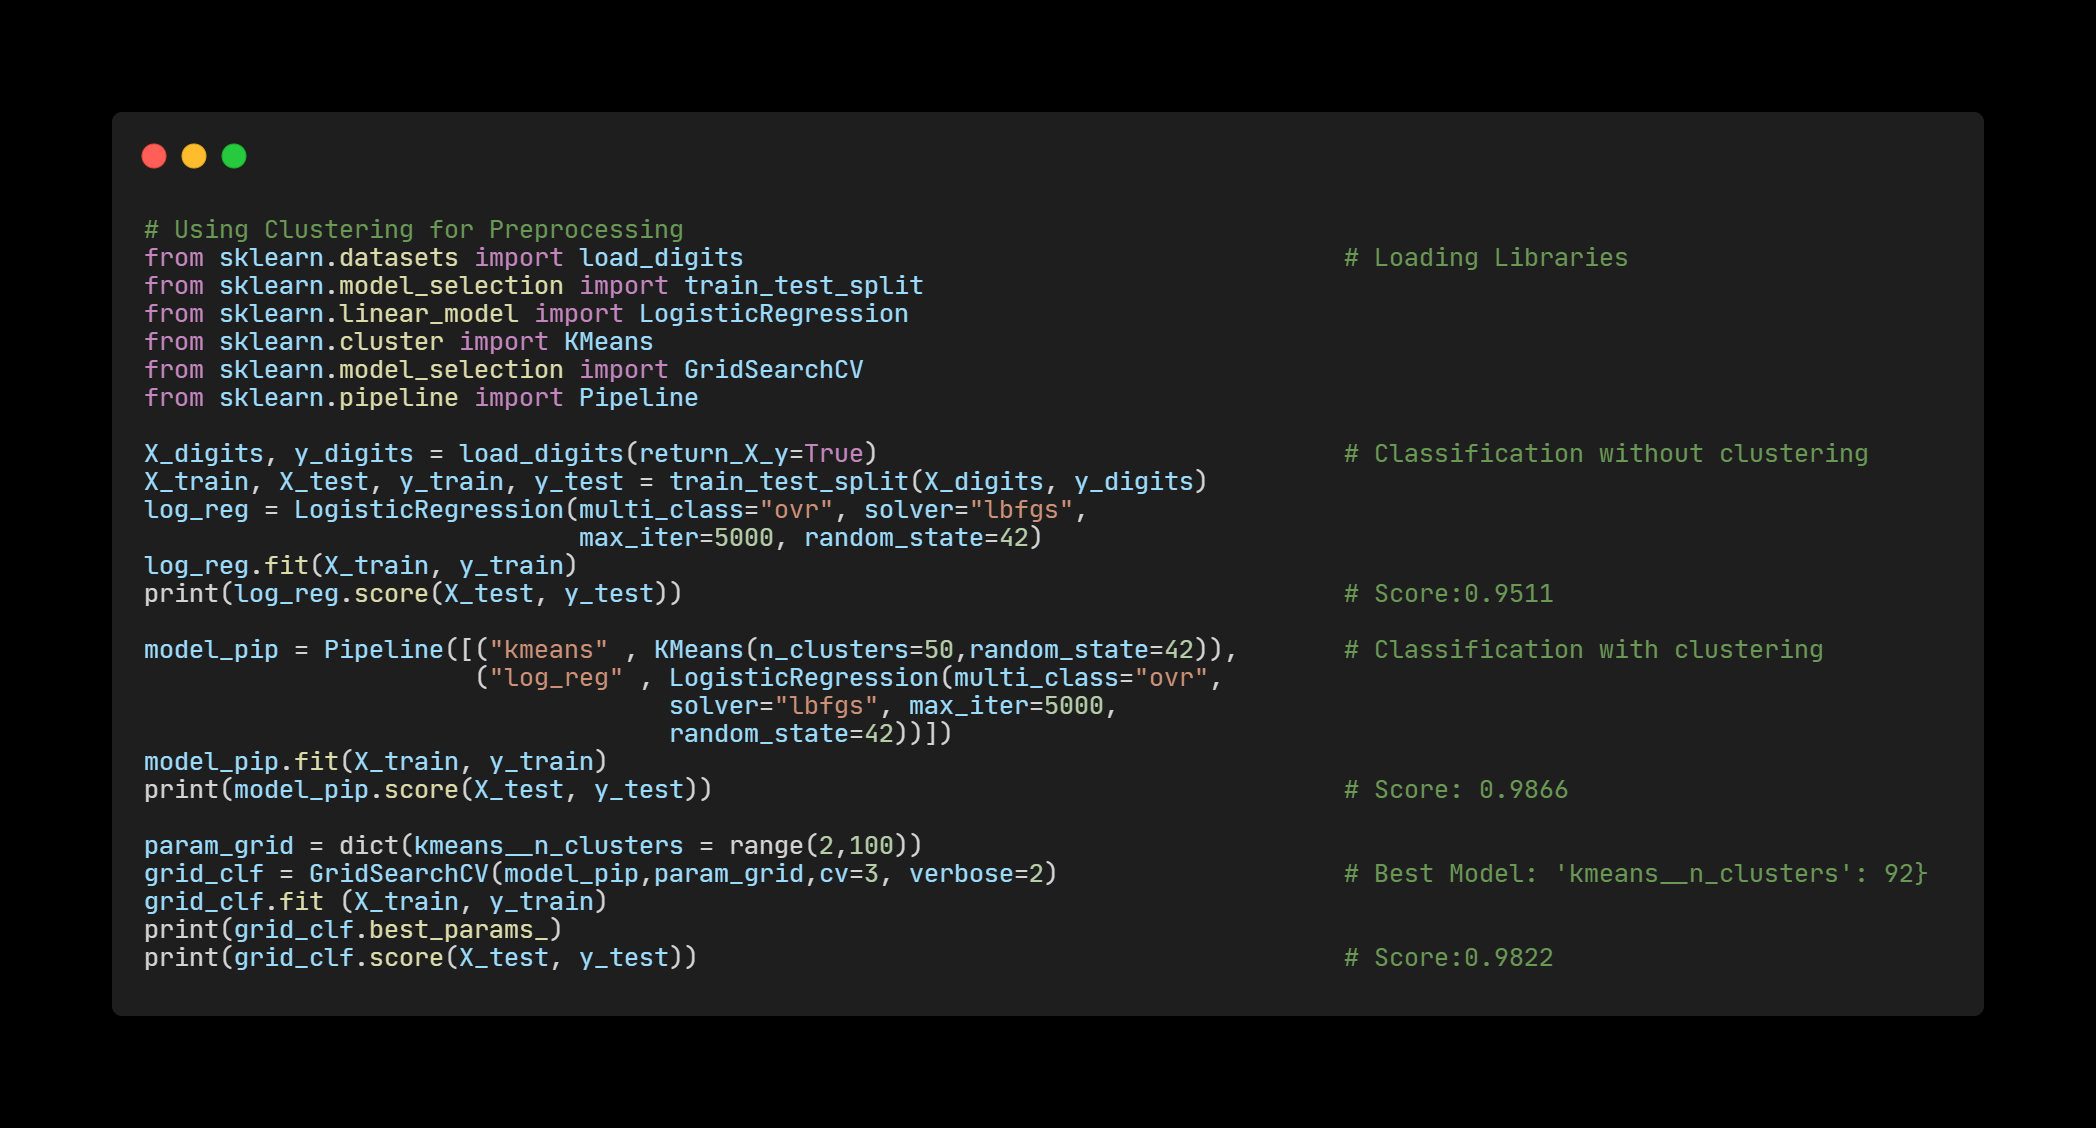 # Using Clustering for Preprocessing
from sklearn.datasets import load_digits # Loading Libraries
from sklearn.model_selection import train_test_split
from sklearn.linear_model import LogisticRegression
from sklearn.cluster import KMeans
from sklearn.model_selection import GridSearchCV
from sklearn.pipeline import Pipeline
X_digits, y_digits = load_digits(return_X_y=True) # Classification without clustering
X_train, X_test, y_train, y_test = train_test_split(X_digits, y_digits)
log_reg = LogisticRegression(multi_class="ovr", solver="lbfgs",
max_iter=5000, random_state=42)
log_reg.fit(X_train, y_train)
print(log_reg.score(X_test, y_test)) # Score:0.9511
model_pip = Pipeline([("kmeans" , KMeans(n_clusters=50,random_state=42)), # Classification with clustering
("log_reg" , LogisticRegression(multi_class="ovr",
solver="lbfgs", max_iter=5000,
random_state=42))])
model_pip.fit(X_train, y_train)
print(model_pip.score(X_test, y_test)) # Score: 0.9866
param_grid = dict(kmeans__n_clusters = range(2,100))
grid_clf = GridSearchCV(model_pip,param_grid,cv=3, verbose=2) # Best Model: 'kmeans__n_clusters': 92}
grid_clf.fit (X_train, y_train)
print(grid_clf.best_params_)
print(grid_clf.score(X_test, y_test)) # Score:0.9822